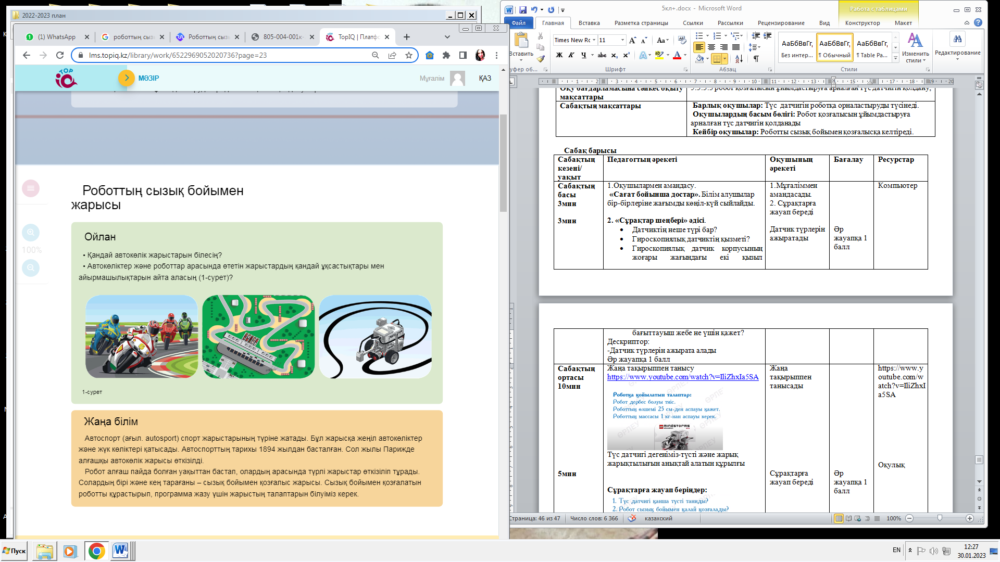 2022-2023 план
(1) WhatsApp
роботтың сызы
Роботтың сызы
805-004-001к-
TopIQ | Платфо
lms.topiq.kz/library/work/6522969052020736?page=23
TOP
МӘЗІР
Мұғалім
ҚАЗ
100%
Роботтың сызық бойымен
жарысы
Ойлан
• Қандай автокөлік жарыстарын білесің?
• Автокөліктер және роботтар арасында өтетін жарыстардың қандай ұқсастықтары мен
айырмашылықтарын айта аласың (1-сурет)?
1-сурет
Жаңа білім
Автоспорт (ағыл. autosport) спорт жарыстарының түріне жатады. Бұл жарысқа жеңіл автокөліктер
және жүк көліктері қатысады. Автоспорттың тарихы 1894 жылдан басталған. Сол жылы Парижде
алғашқы автокөлік жарысы өткізілді.
Робот алғаш пайда болған уақыттан бастап, олардың арасында түрлі жарыстар өткізіліп тұрады.
Солардың бірі және кең тарағаны – сызық бойымен қозғалыс жарысы. Сызық бойымен қозғалатын
роботты құрастырып, программа жазу үшін жарыстың талаптарын білуіміз керек.
5кл+.docx - Microsoft Word
Работа с таблицами
Файл
Главная
Вставка
Разметка страницы
Ссылки
Рассылки
Рецензирование
Вид
Конструктор
Макет
Вставить
уфер об...
Times New Rc
11
Шрифт
Абзац
АаБбВвГг,
Без интер...
АаБбВвГг,
¶ Обычный
АаБбВвГг,
¶ Table Pa...
Стили
Изменить
стили
Редактирование
Оқу бағдарламасына сәйкес оқыту
мақсаттары
5.3.3.3 робот қозғалысын ұйымдастыруға арналған түс датчигін қолдану;
Сабақтың мақсаттары
Барлық оқушылар: Түс датчигін роботқа орналастыруды түсінеді.
Оқушылардың басым бөлігі: Робот қозғалысын ұйымдастыруға
арналған түс датчигін қолданады
Кейбір оқушылар: Роботты сызық бойымен қозғалысқа келтіреді.
Сабақ барысы
Сабақтың
кезені/
уақыт
Педагогтың әрекеті
Оқушының
әрекеті
Бағалау
Ресурстар
Сабақтың
басы
3мин
3мин
1.Оқушылармен амандасу.
«Сағат бойынша достар». Білім алушылар
бір-бірлеріне жағымды көңіл-күй сыйлайды.
2. «Сұрақтар шеңбері» әдісі.
• Датчиктің неше түрі бар?
• Гироскопиялық датчиктің қызметі?
• Гироскопиялық датчик корпусының
жоғары жағындағы екі қызыл
1.Мұғаліммен
амандасады.
2. Сұрақтарға
жауап береді
Датчик түрлерін
ажыратады
Әр
жауапқа 1
балл
Компьютер
бағыттауыш жебе не үшін қажет?
Дескриптор:
-Датчик түрлерін ажырата алады
Әр жауапқа 1 балл
Сабақтың
ортасы
10мин
5мин
Жаңа тақырыппен танысу
https://www.youtube.com/watch?v=IliZhxIa5SA
Роботқа қойылатын талаптар:
Робот дербес болуы тиіс.
Роботтың өлшемі 25 см-ден аспауы қажет.
Роботтың массасы 1 кг-нан аспауы керек.
ӨРЛЕУ
mindstorms
education
Түс датчигі дегеніміз-түсті және жарық
жарықтылығын анықтай алатын құрылғы
Сұрақтарға жауап беріңдер:
1. Түс датчигі қанша түсті таниды?
2. Робот сызық бойымен қалай қозғалады?
Жаңа
тақырыппен
танысады
Сұрақтарға
жауап береді
Әр
жауапқа 1
балл
https://www.y
outube.com/w
atch?v=IliZhxI
a5SA
Оқулық
Страница: 46 из 47
Число слов: 6 366
казахский
100%
Пуск
EN
12:27
30.01.2023